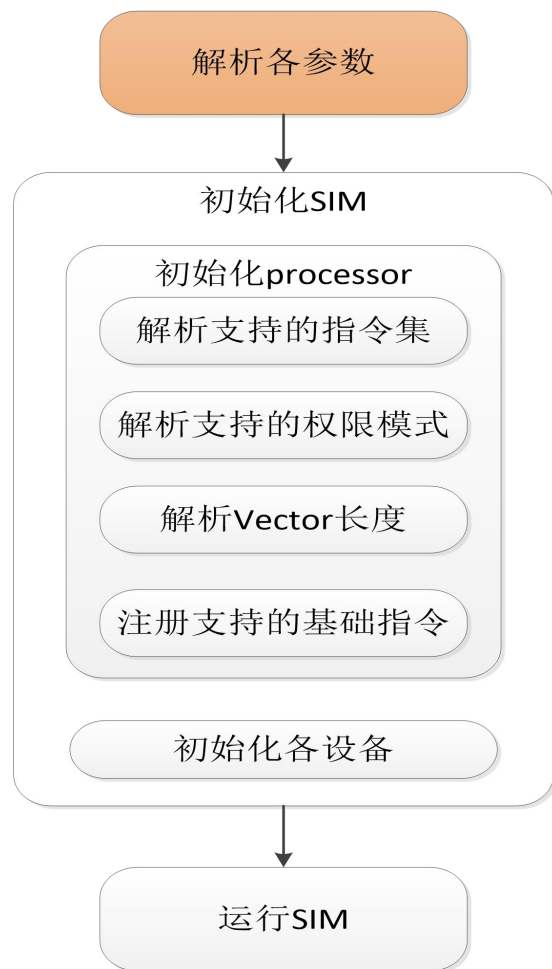 解析各参数
初始化SIM
初始化processor
解析支持的指令集
解析支持的权限模式
解析Vector长度
注册支持的基础指令
初始化各设备
运行SIM